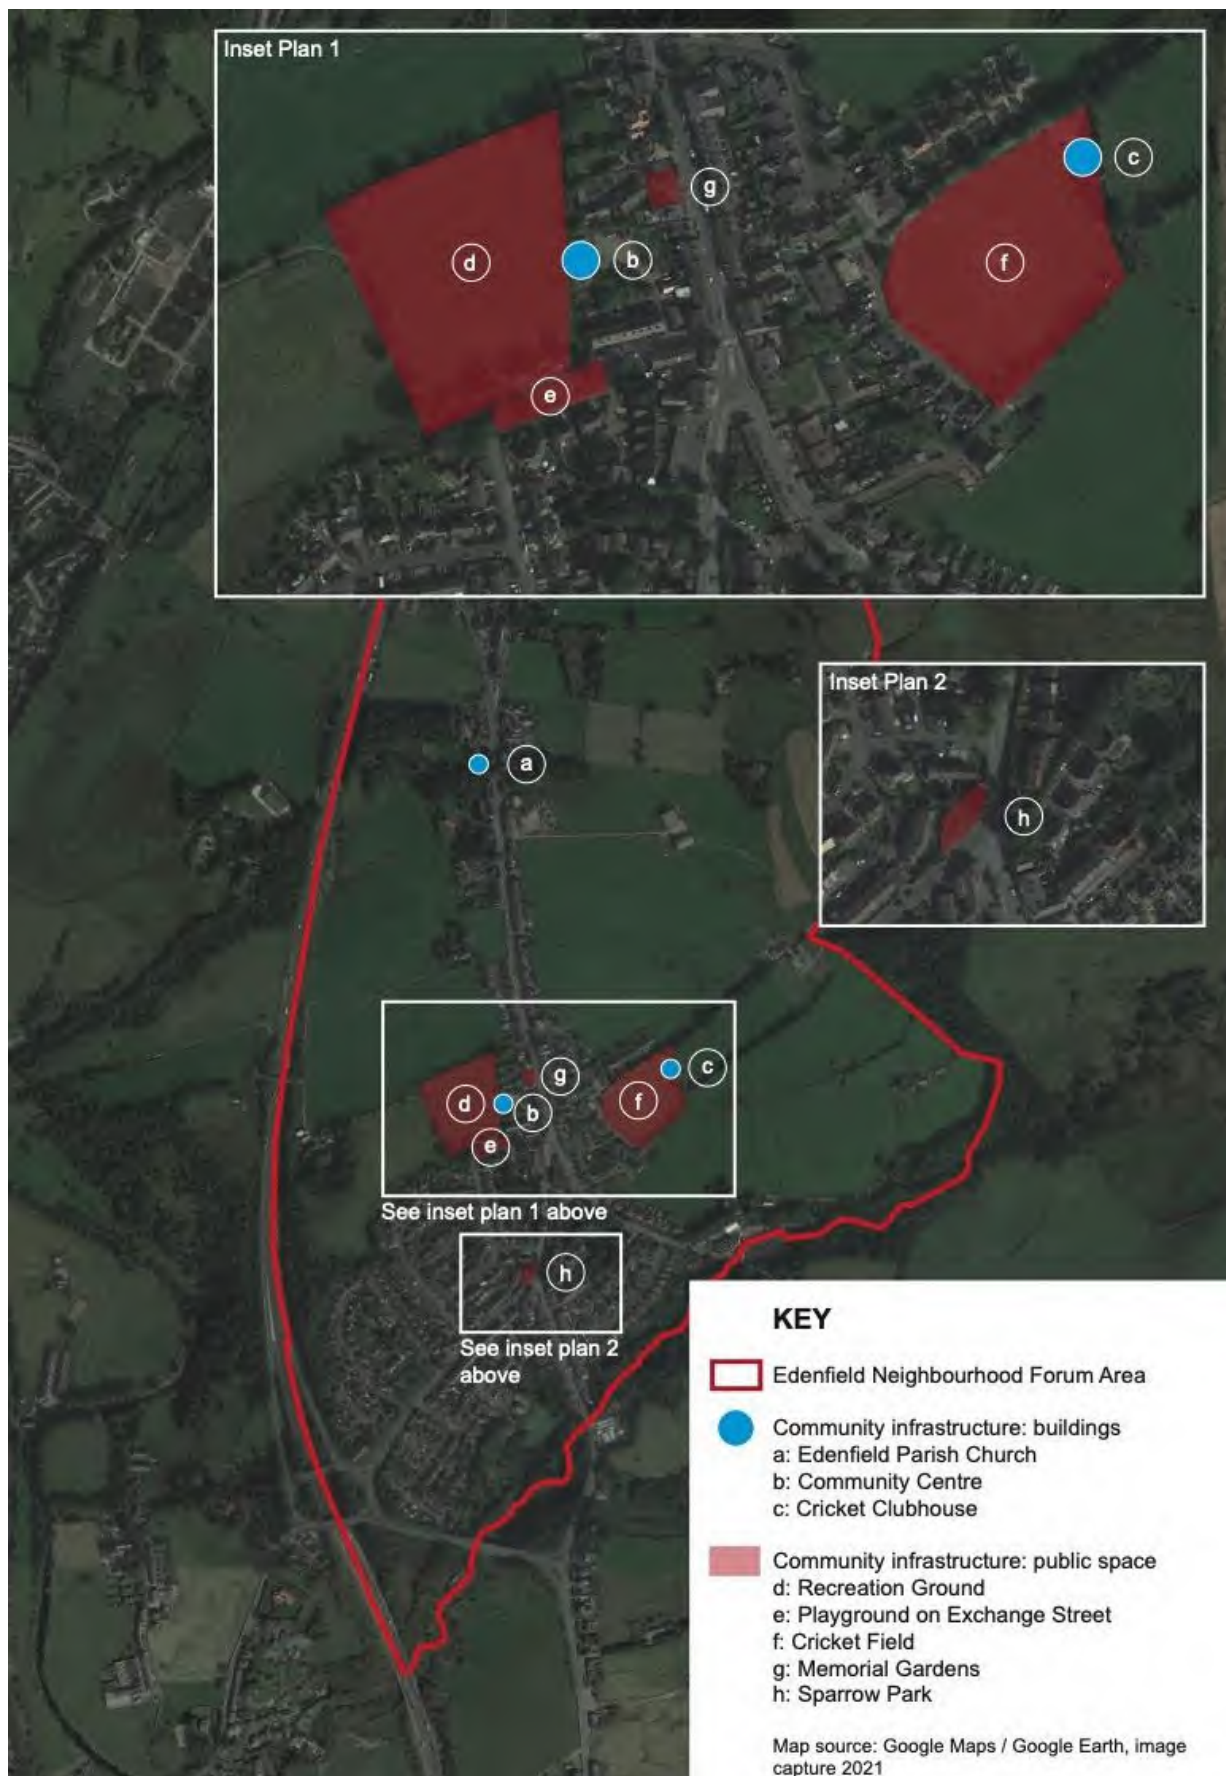 Inset Plan 1
c
g
d
b
f
e
Inset Plan 2
a
h
g
c
d
b
f
e
See inset plan 1 above
h
See inset plan 2
above
KEY
Edenfield Neighbourhood Forum Area
Community infrastructure: buildings
a: Edenfield Parish Church
b: Community Centre
c: Cricket Clubhouse
Community infrastructure: public space
d: Recreation Ground
e: Playground on Exchange Street
f: Cricket Field
g: Memorial Gardens
h: Sparrow Park
Map source: Google Maps / Google Earth, image
capture 2021